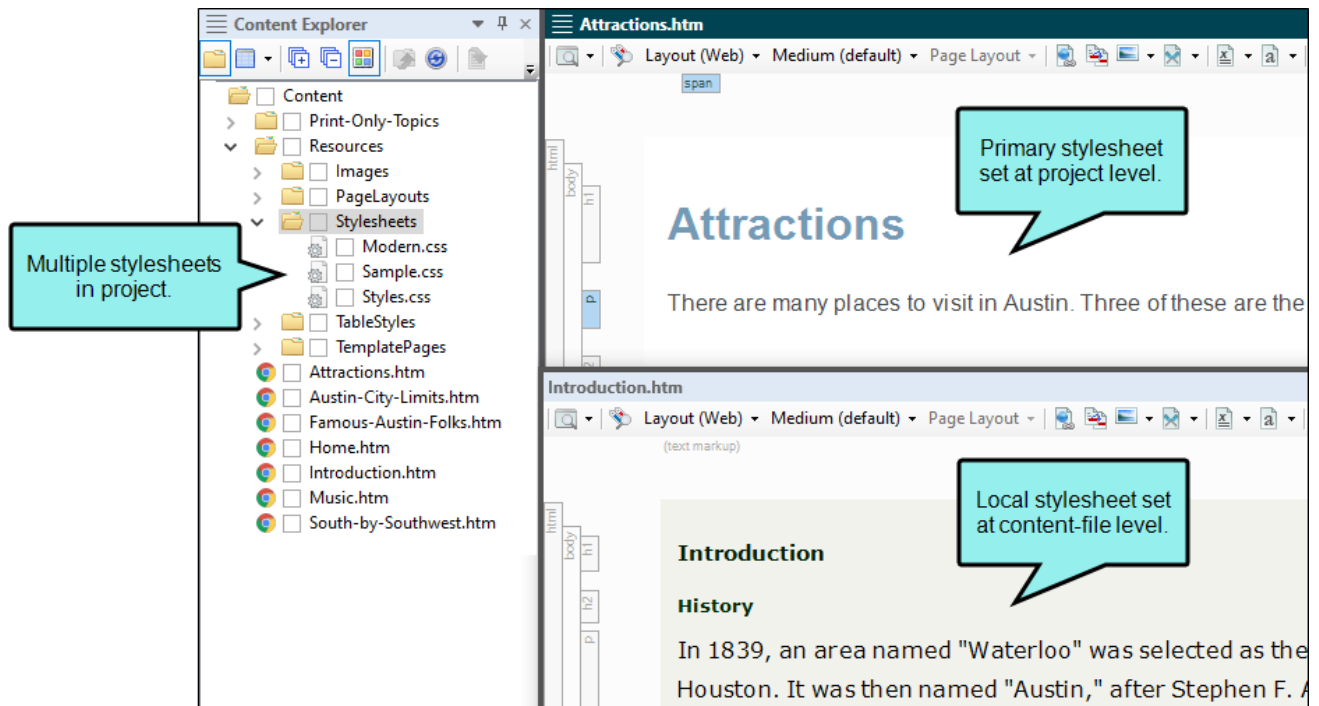 Content Explorer
Content
Print-Only-Topics
Resources
Images
PageLayouts
Stylesheets
Modern.css
Sample.css
Styles.css
TableStyles
TemplatePages
Attractions.htm
Austin-City-Limits.htm
Famous-Austin-Folks.htm
Home.htm
Introduction.htm
Music.htm
South-by-Southwest.htm
Multiple stylesheets
in project.
Attractions.htm
Layout (Web) Medium (default) Page Layout
span
html
body
h1
p
Primary stylesheet
set at project level.
Attractions
There are many places to visit in Austin. Three of these are the
Introduction.htm
Layout (Web) Medium (default) Page Layout
(text markup)
html
body
h1
h2
p
Local stylesheet set
at content-file level.
Introduction
History
In 1839, an area named "Waterloo" was selected as the
Houston. It was then named "Austin," after Stephen F.